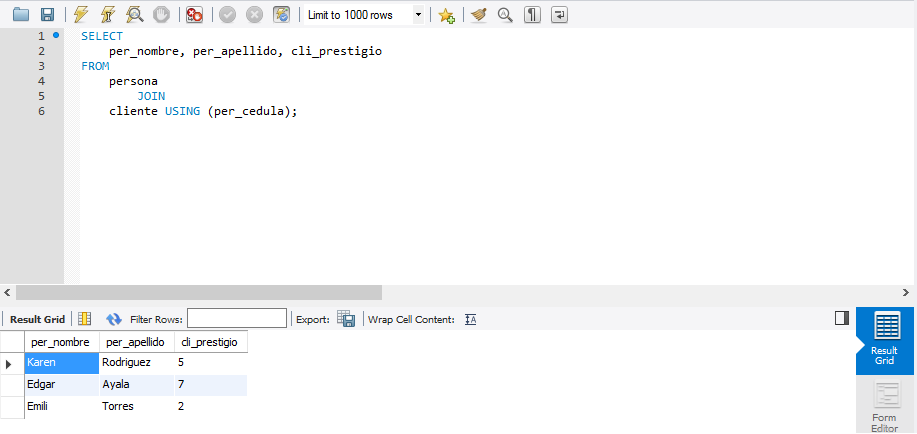 Limit to 1000 rows
1 SELECT
2 per_nombre, per_apellido, cli_prestigio
3 FROM
4 persona
5 JOIN
6 cliente USING (per_cedula);
Result Grid Filter Rows: Export: Wrap Cell Content:
per_nombre per_apellido cli_prestigio
Karen Rodriguez 5
Edgar Ayala 7
Emili Torres 2
Result
Grid
Form
Editor